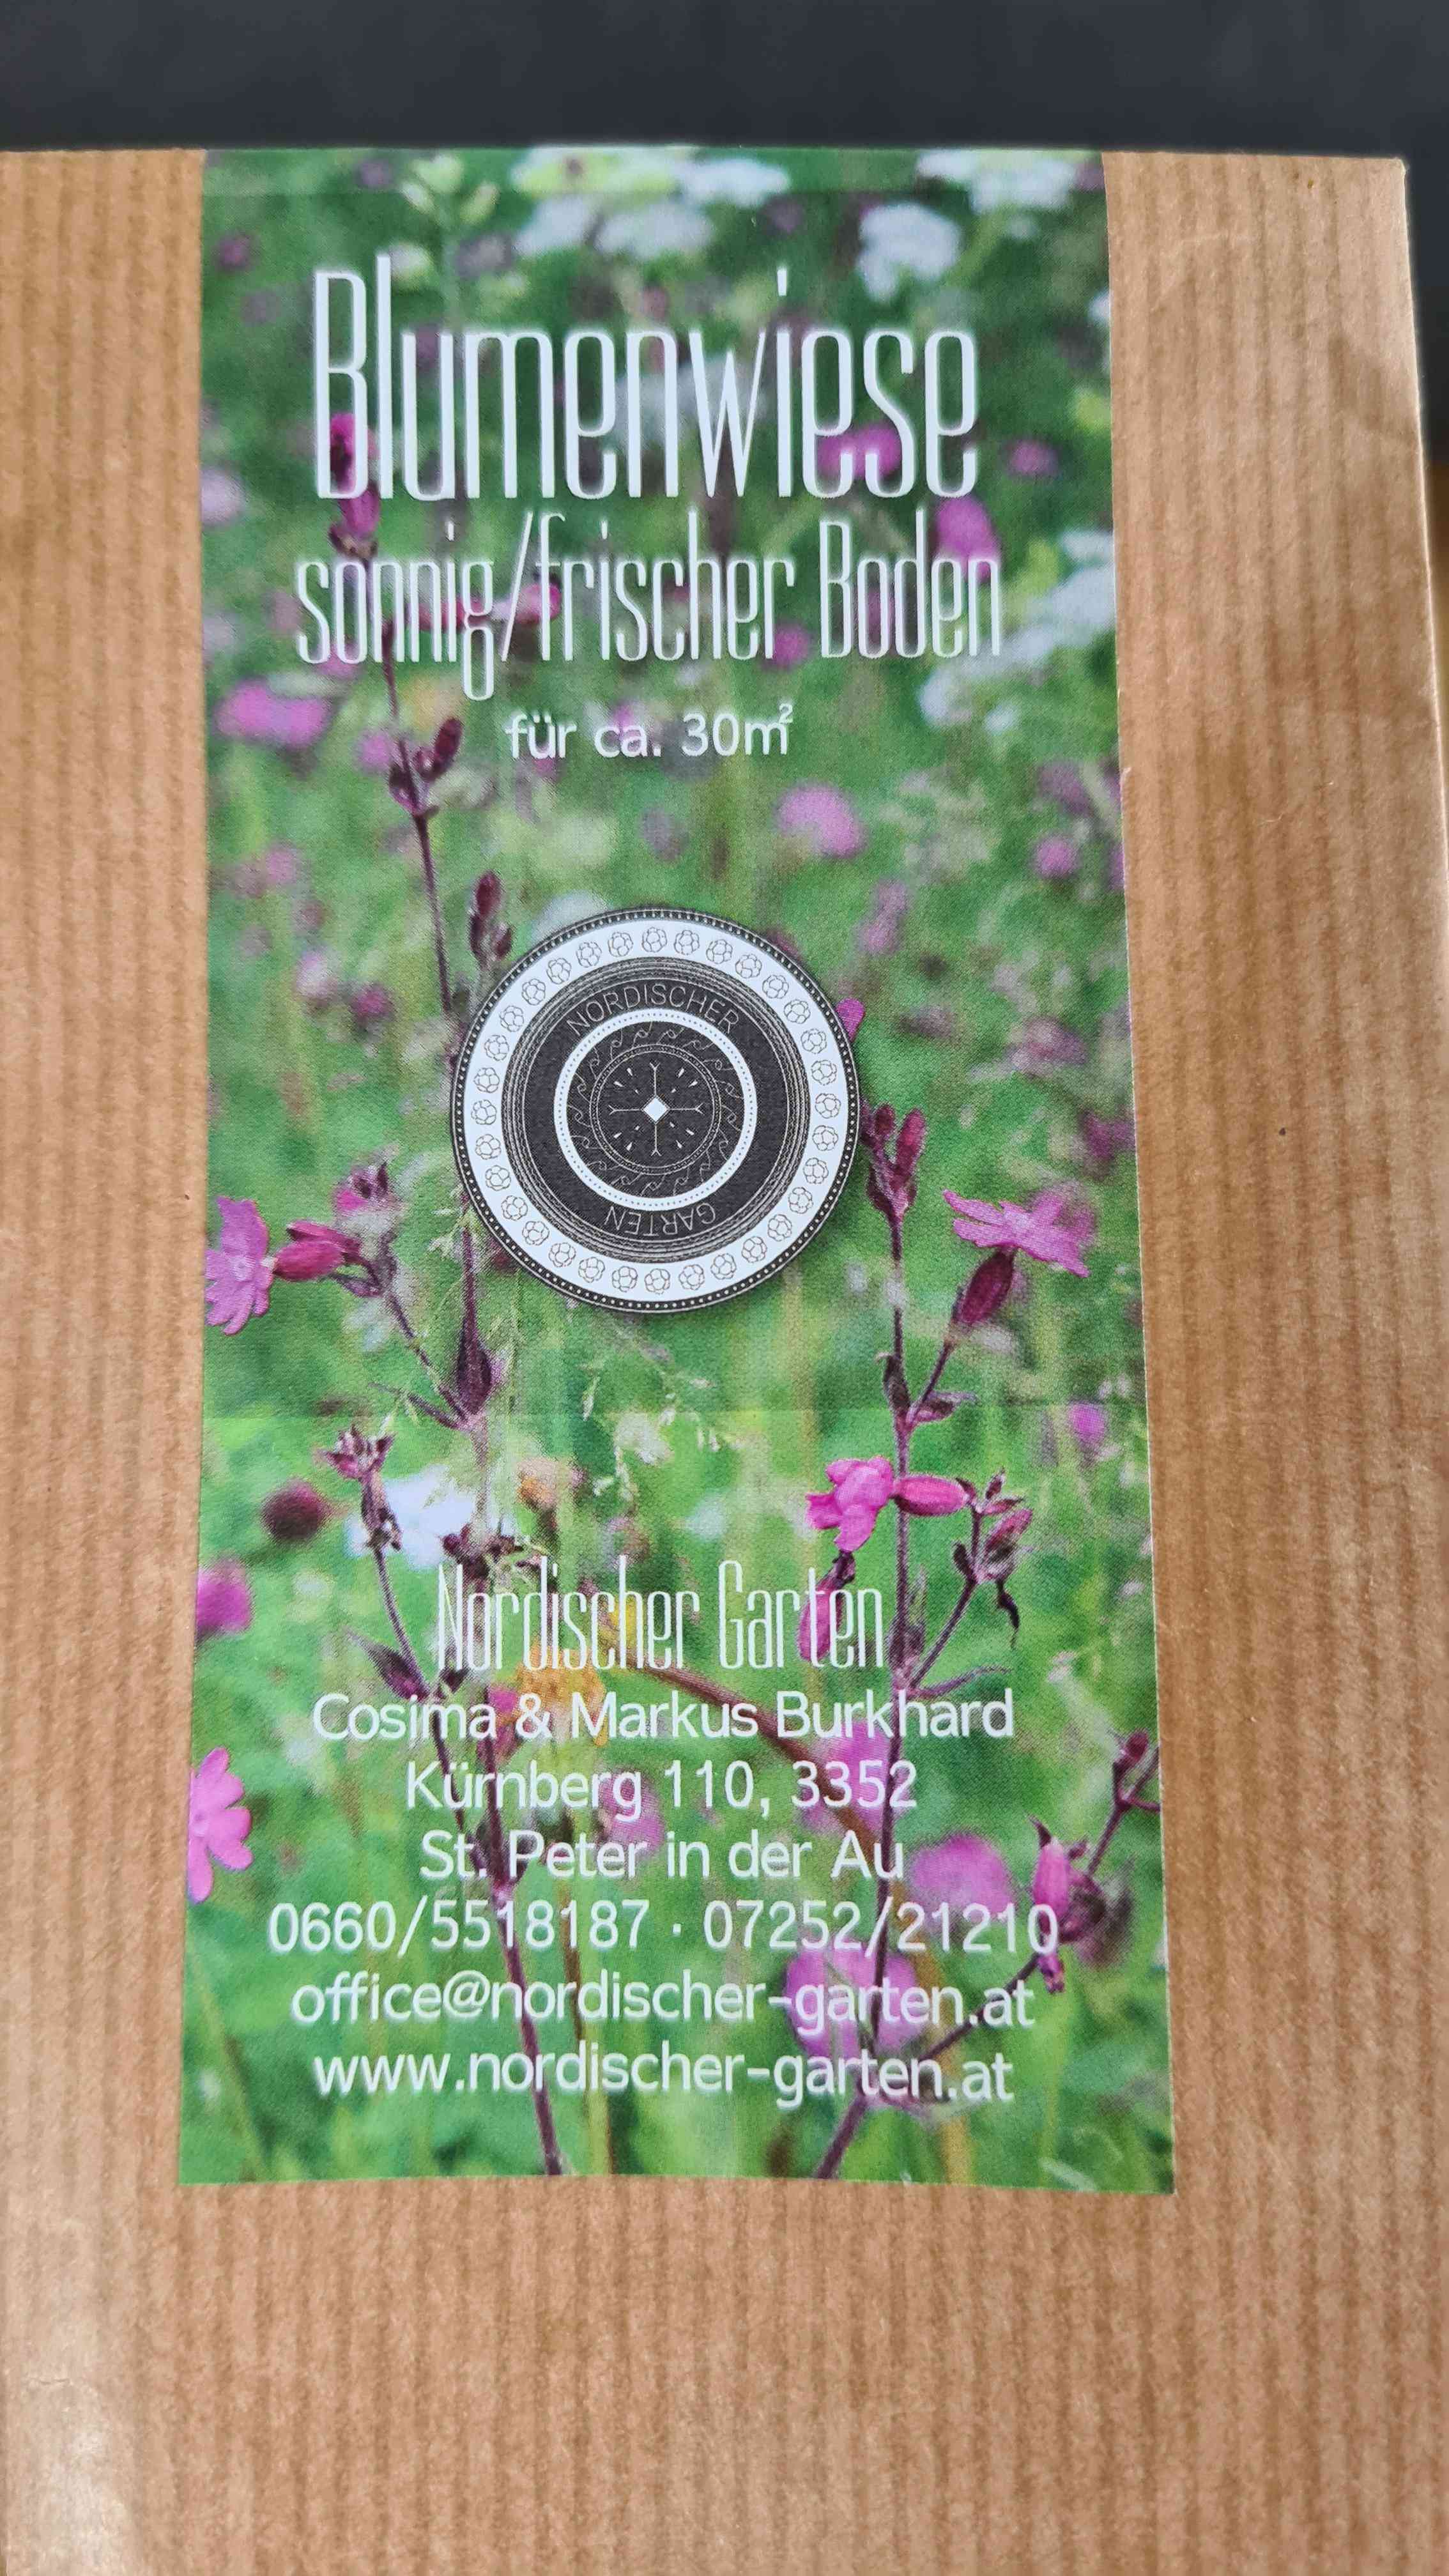 Blumenwiese
sonnig/frischer Boden
für ca. 30m²
NORDISCHER
GARTEN
Nordischer Garten
Cosima & Markus Burkhard
Kürnberg 110, 3352
St. Peter in der Au
0660/5518187 · 07252/21210
office@nordischer-garten.at
www.nordischer-garten.at